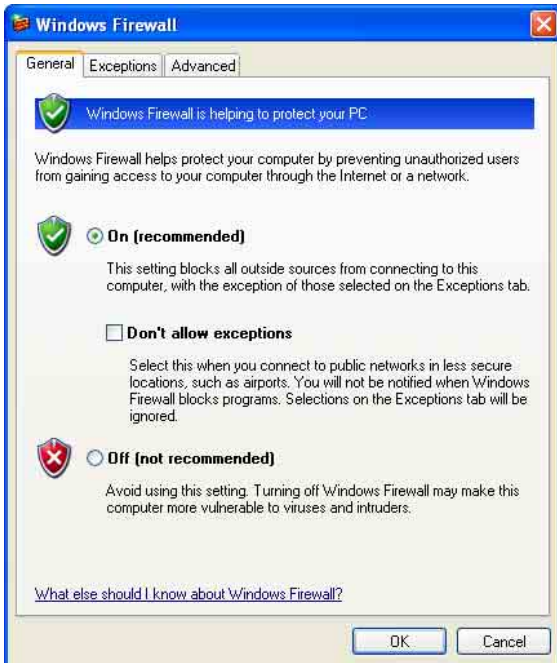 Windows Firewall
General
Exceptions
Advanced
Windows Firewall is helping to protect your PC
Windows Firewall helps protect your computer by preventing unauthorized users
from gaining access to your computer through the Internet or a network.
On (recommended)
This setting blocks all outside sources from connecting to this
computer, with the exception of those selected on the Exceptions tab.
Don't allow exceptions
Select this when you connect to public networks in less secure
locations, such as airports. You will not be notified when Windows
Firewall blocks programs. Selections on the Exceptions tab will be
ignored.
Off (not recommended)
Avoid using this setting. Turning off Windows Firewall may make this
computer more vulnerable to viruses and intruders.
What else should I know about Windows Firewall?
OK
Cancel